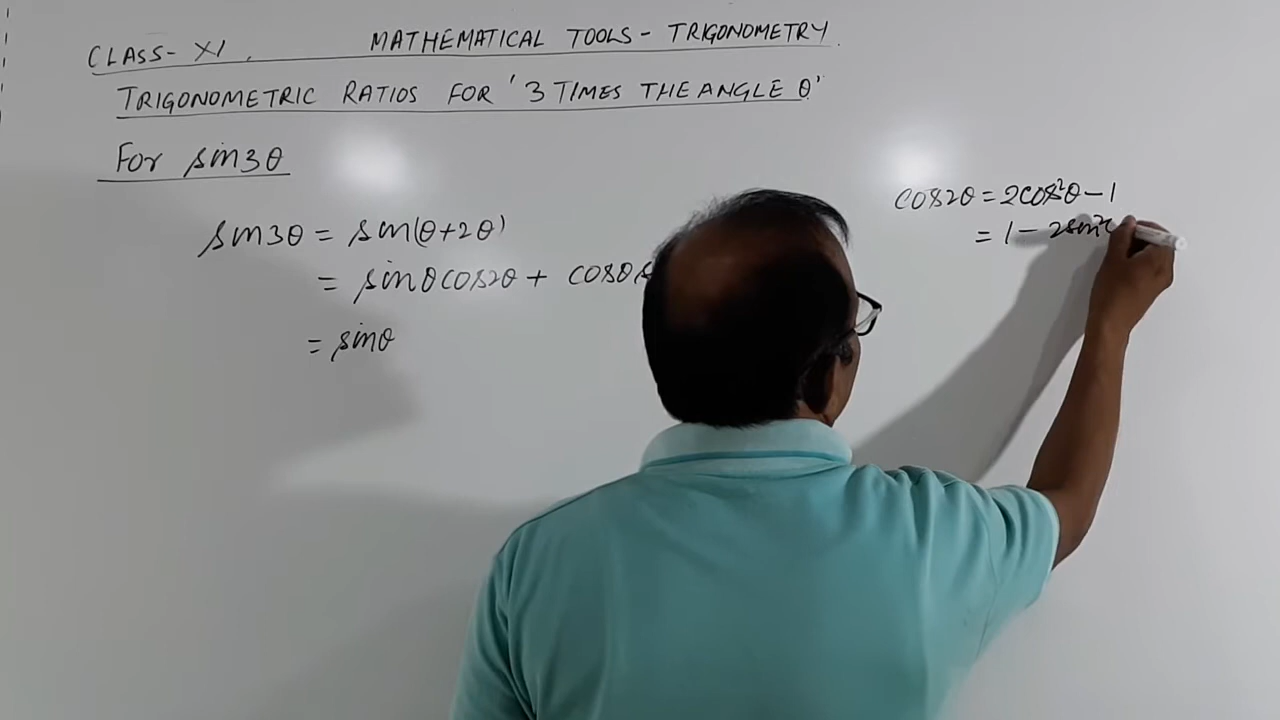 CLASS- XI. MATHEMATICAL TOOLS - TRIGONOMETRY.
TRIGONOMETRIC RATIOS FOR '3 TIMES THE ANGLE θ'
For sin3θ
sin3θ = sin(θ+2θ)
= sinθcos2θ + cosθ
= sinθ
cos2θ = 2cos²θ-1
= 1 - 2sin²